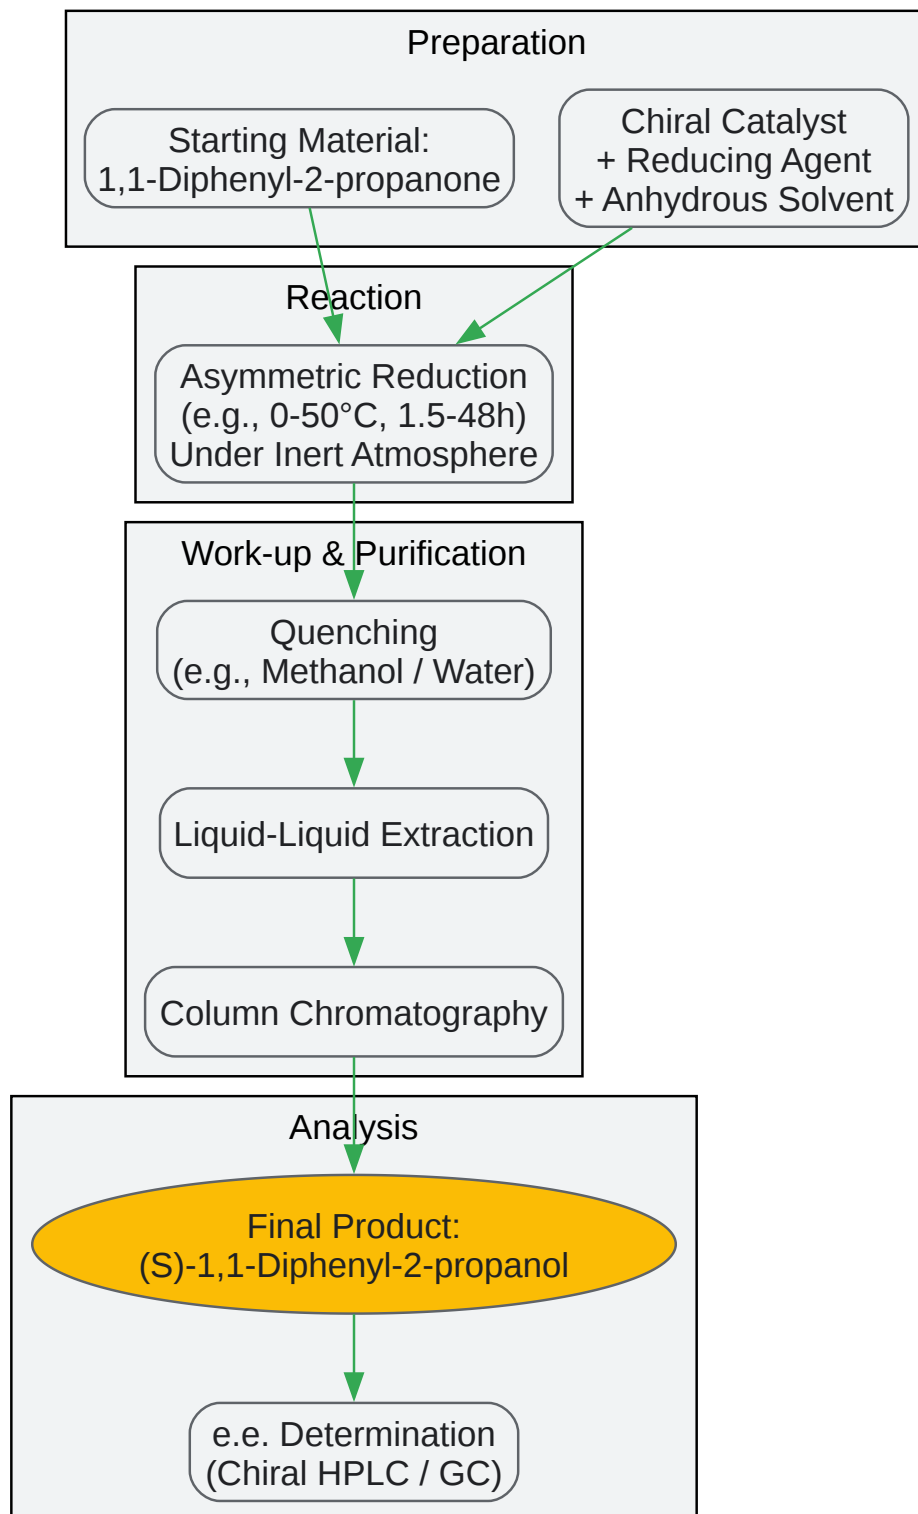 Preparation
Starting Material:
1,1-Diphenyl-2-propanone
Chiral Catalyst
+ Reducing Agent
+ Anhydrous Solvent
Reaction
Asymmetric Reduction
(e.g., 0-50°C, 1.5-48h)
Under Inert Atmosphere
Work-up & Purification
Quenching
(e.g., Methanol / Water)
Liquid-Liquid Extraction
Column Chromatography
Analysis
Final Product:
(S)-1,1-Diphenyl-2-propanol
e.e. Determination
(Chiral HPLC / GC)